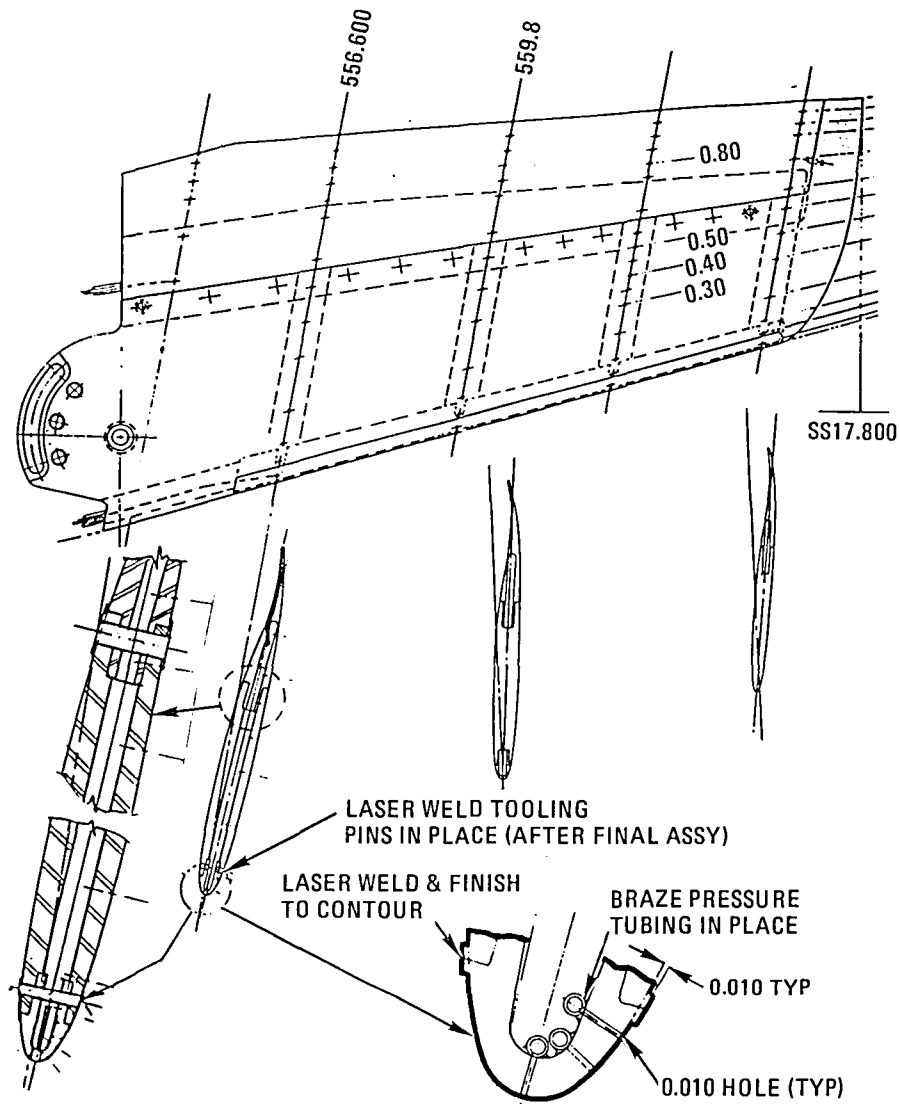 556.600
559.8
0.80
0.50
0.40
0.30
SS17.800
LASER WELD TOOLING
PINS IN PLACE (AFTER FINAL ASSY)
LASER WELD & FINISH
TO CONTOUR
BRAZE PRESSURE
TUBING IN PLACE
0.010 TYP
0.010 HOLE (TYP)